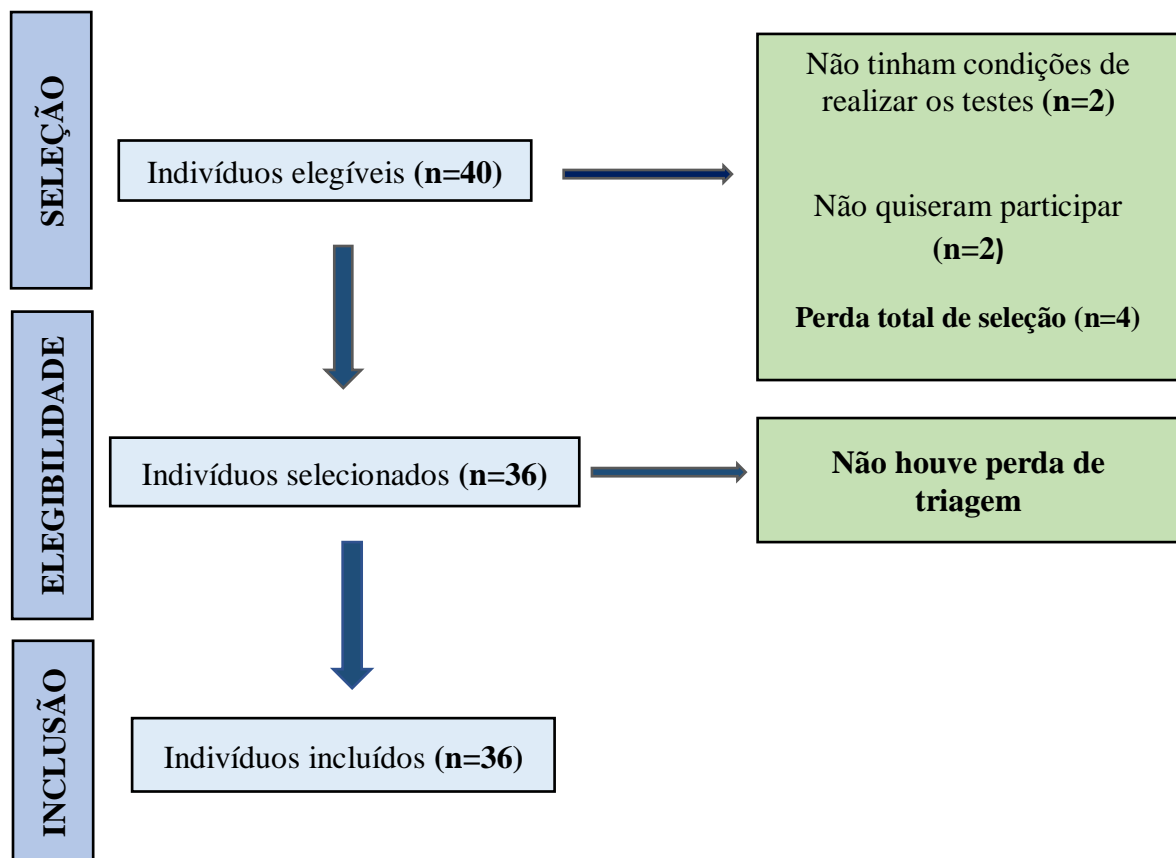 SELEÇÃO
Indivíduos elegíveis (n=40)
Não tinham condições de
realizar os testes (n=2)
Não quiseram participar
(n=2)
Perda total de seleção (n=4)
ELEGIBILIDADE
Indivíduos selecionados (n=36)
Não houve perda de
triagem
INCLUSÃO
Indivíduos incluídos (n=36)